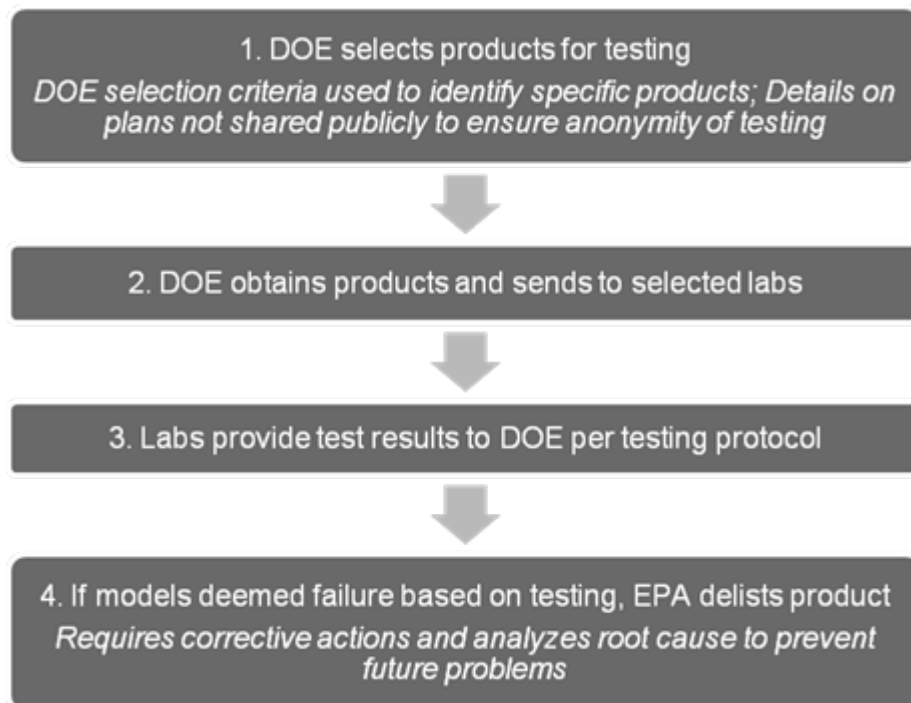 1. DOE selects products for testing
DOE selection criteria used to identify specific products; Details on
plans not shared publicly to ensure anonymity of testing
2. DOE obtains products and sends to selected labs
3. Labs provide test results to DOE per testing protocol
4. If models deemed failure based on testing, EPA delists product
Requires corrective actions and analyzes root cause to prevent
future problems